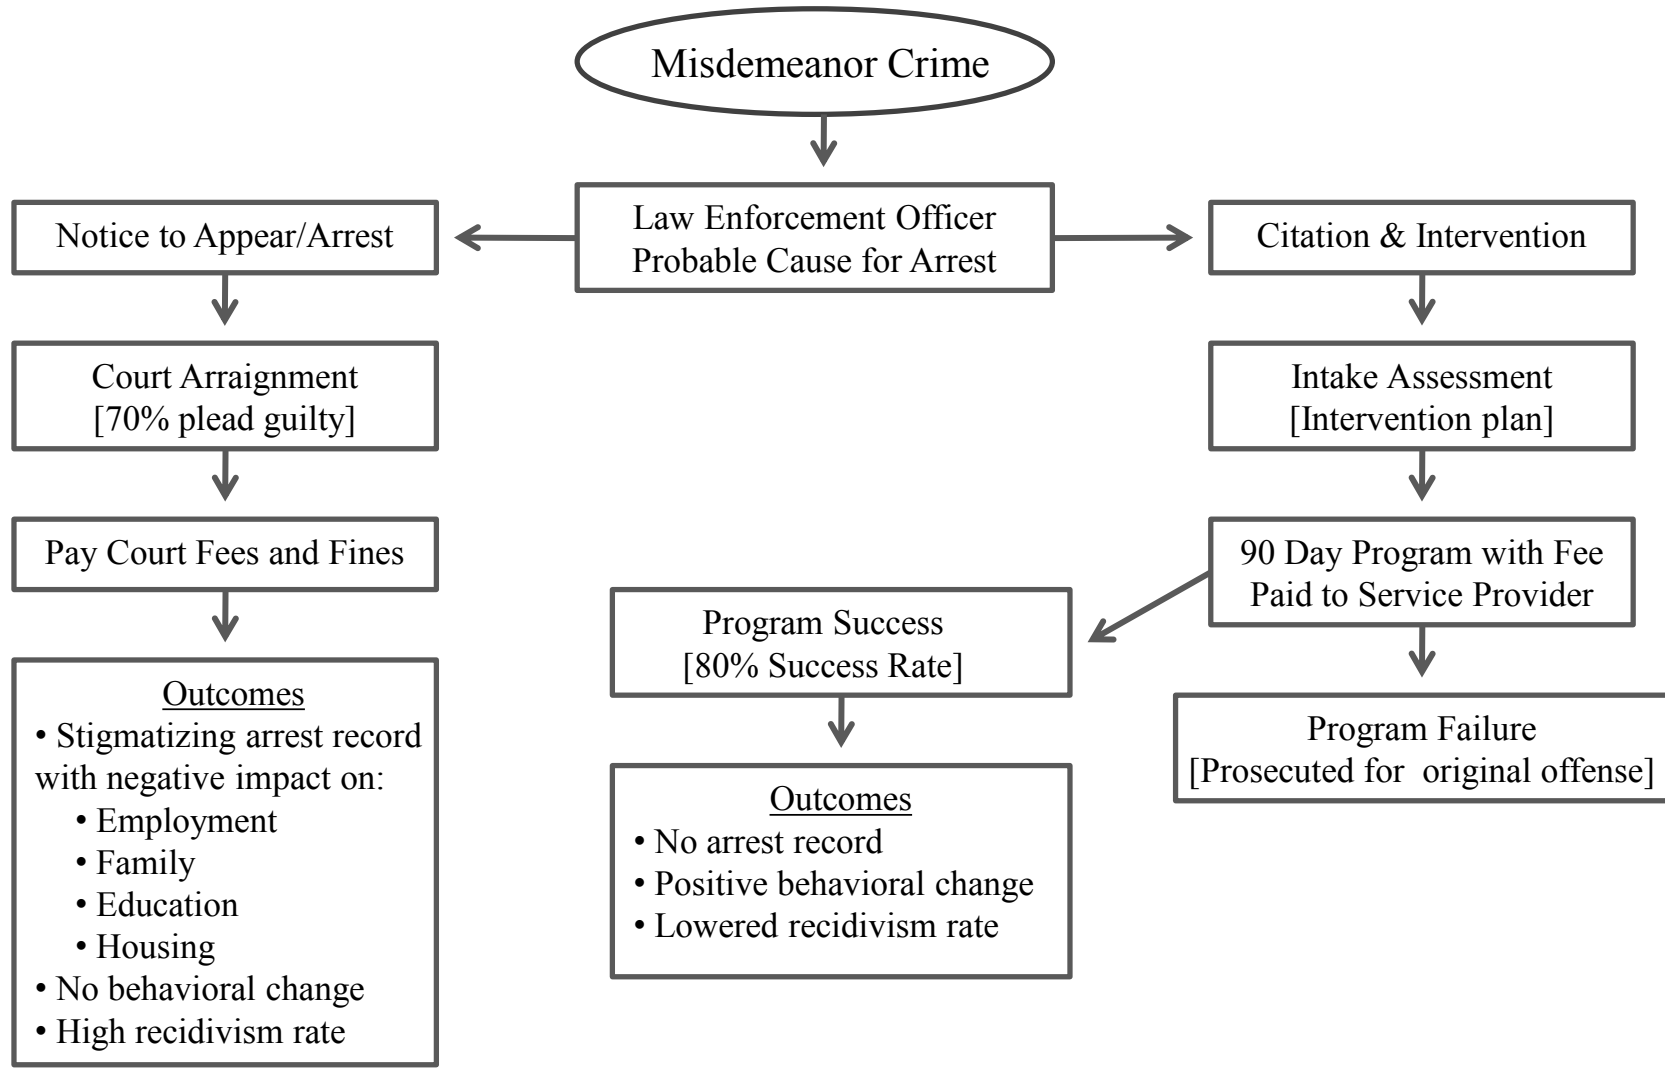 Misdemeanor Crime
Law Enforcement Officer
Probable Cause for Arrest
Notice to Appear/Arrest
Court Arraignment
[70% plead guilty]
Pay Court Fees and Fines
Outcomes
• Stigmatizing arrest record
with negative impact on:
• Employment
• Family
• Education
• Housing
• No behavioral change
• High recidivism rate
Citation & Intervention
Intake Assessment
[Intervention plan]
90 Day Program with Fee
Paid to Service Provider
Program Success
[80% Success Rate]
Outcomes
• No arrest record
• Positive behavioral change
• Lowered recidivism rate
Program Failure
[Prosecuted for original offense]